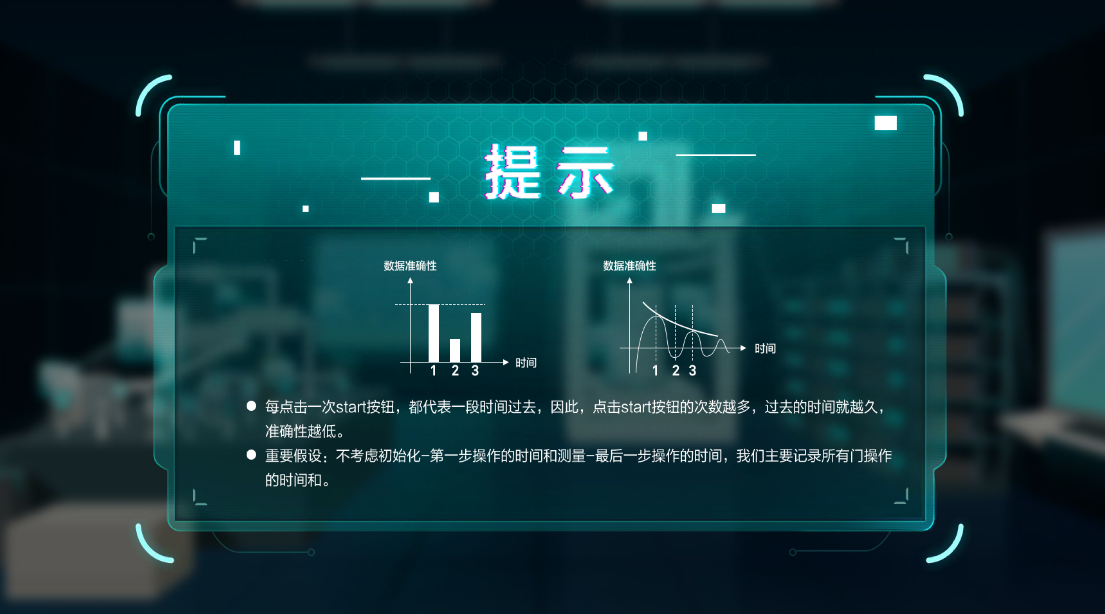 提示
数据准确性
时间
1 2 3
数据准确性
时间
1 2 3
每点击一次start按钮，都代表一段时间过去，因此，点击start按钮的次数越多，过去的时间就越久，
准确性越低。
重要假设：不考虑初始化-第一步操作的时间和测量-最后一步操作的时间，我们主要记录所有门操作
的时间和。